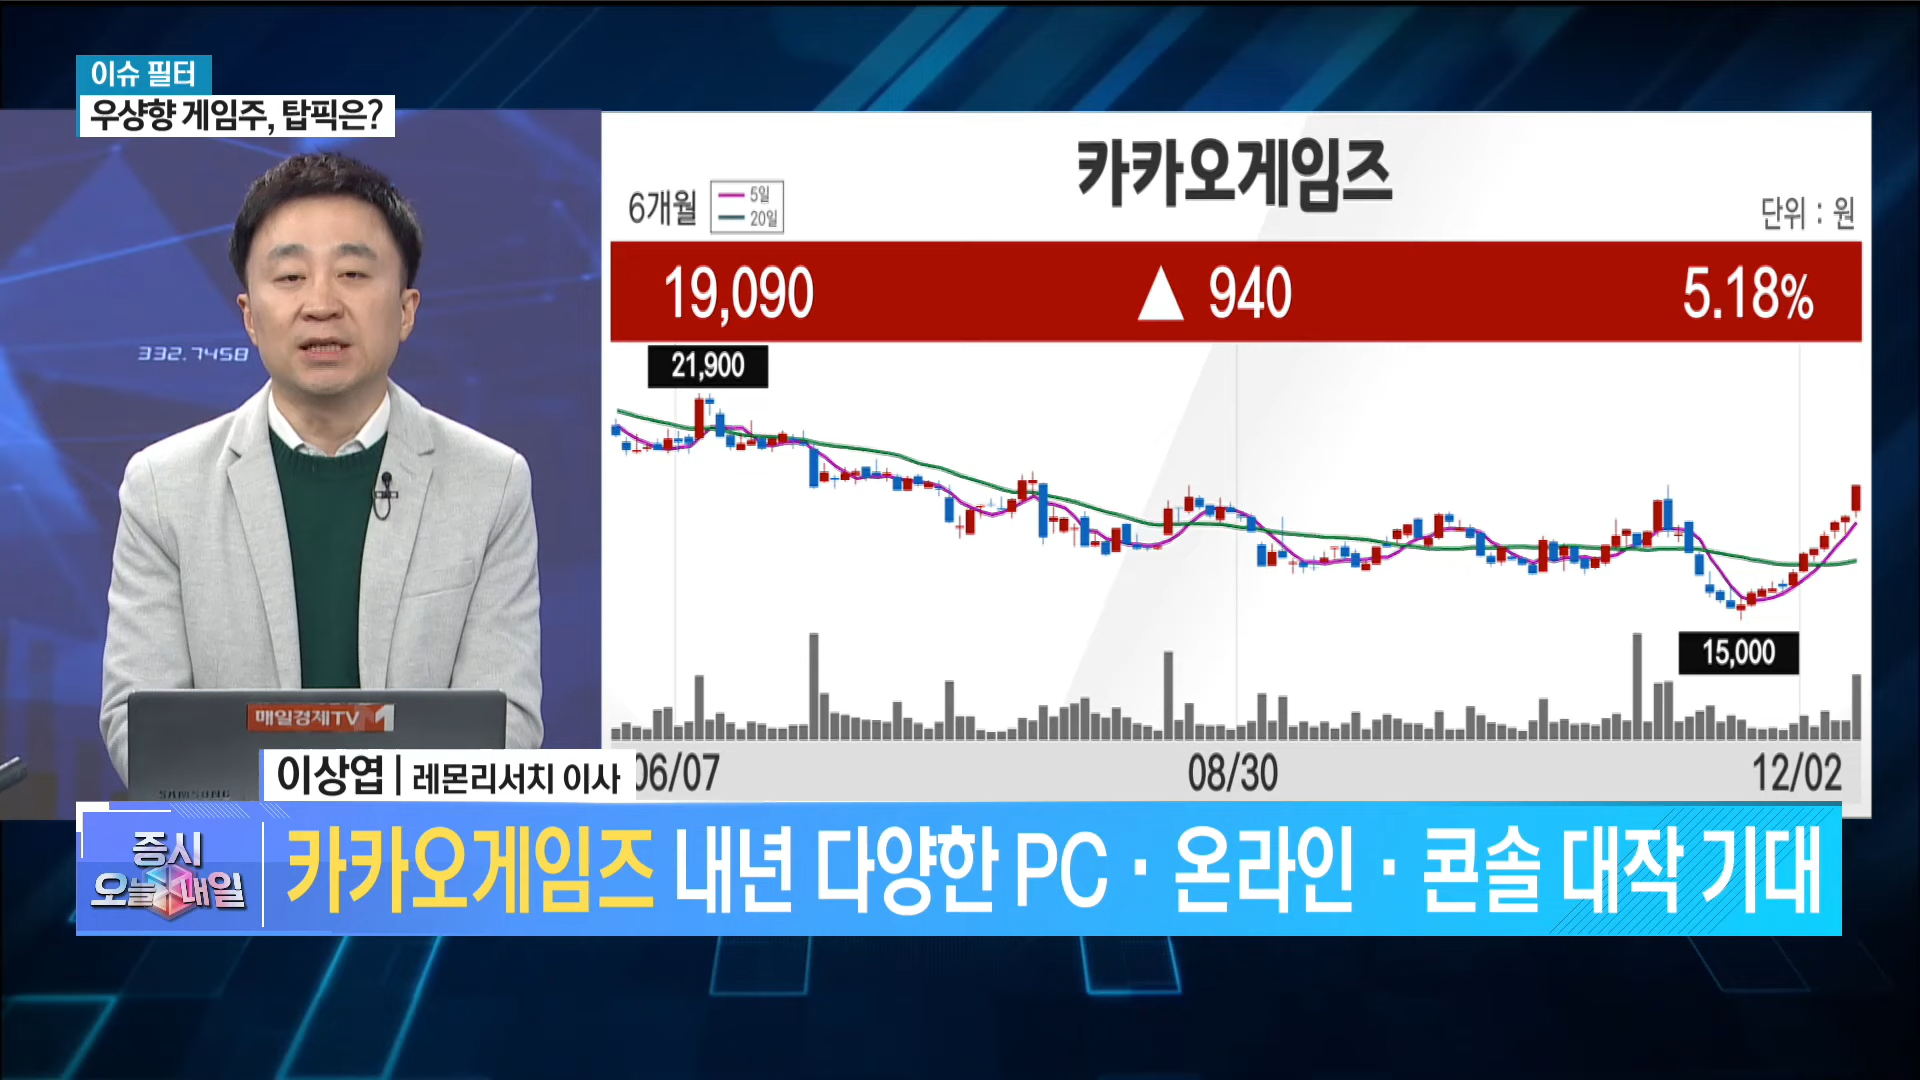 이슈 필터
우샹향 게임주, 탑픽은?
카카오게임즈
6개월
5일
20일
단위 : 원
19,090 ▲ 940 5.18%
332.7458
21,900
15,000
매일경제TV M
SAMSUNG
06/07 08/30 12/02
이상엽 | 레몬리서치 이사
증시
오늘 매일
카카오게임즈 내년 다양한 PC · 온라인 · 콘솔 대작 기대